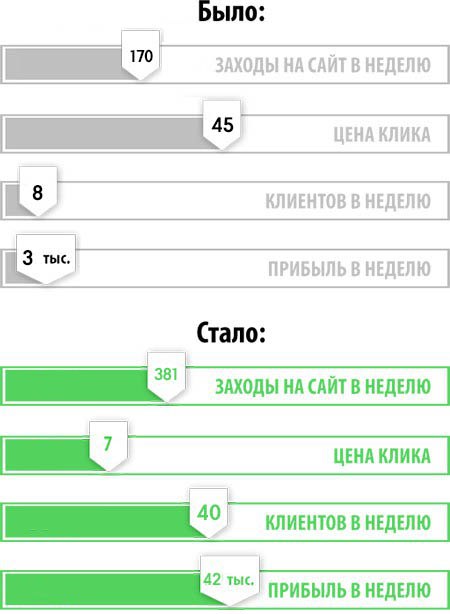 Было:
170
ЗАХОДЫ НА САЙТ В НЕДЕЛЮ
45
ЦЕНА КЛИКА
8
КЛИЕНТОВ В НЕДЕЛЮ
3 тыс.
ПРИБЫЛЬ В НЕДЕЛЮ
Стало:
381
ЗАХОДЫ НА САЙТ В НЕДЕЛЮ
7
ЦЕНА КЛИКА
40
КЛИЕНТОВ В НЕДЕЛЮ
42 тыс.
ПРИБЫЛЬ В НЕДЕЛЮ